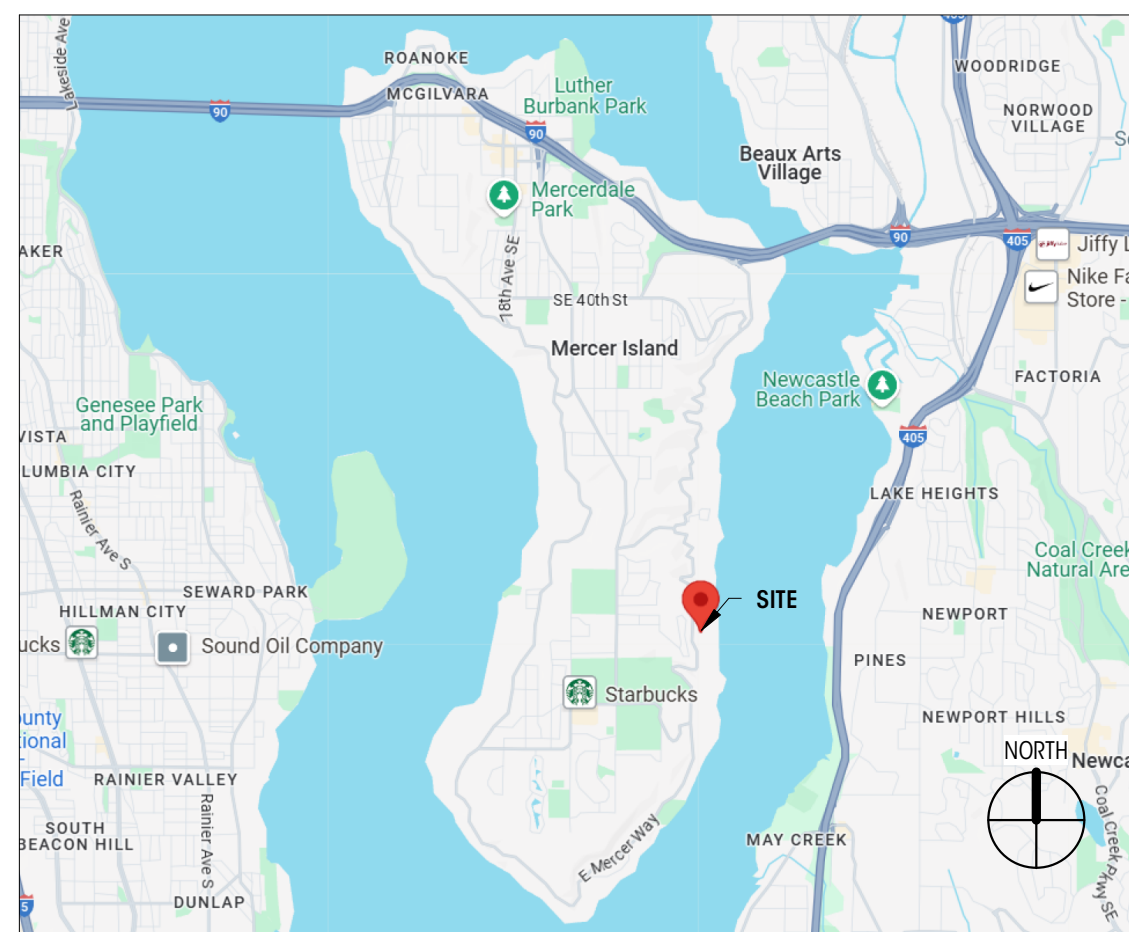 405
Lakeside Ave
ROANOKE
WOODRIDGE
MCGILVARA
Luther
Burbank Park
90
NORWOOD
VILLAGE
90
Beaux Arts
Village
Mercerdale
Park
90
405
Jiffy L
AKER
18th Ave SE
Nike Fa
Store -
SE 40th St
Mercer Island
Newcastle
Beach Park
FACTORIA
Genesee Park
and Playfield
VISTA
405
LUMBIA CITY
Rainier Ave S
LAKE HEIGHTS
Coal Creek
Natural Are
SEWARD PARK
SITE
HILLMAN CITY
NEWPORT
ucks
Sound Oil Company
PINES
Starbucks
ounty
tional
-
Field
NEWPORT HILLS
NORTH
Newca
RAINIER VALLEY
Rainier Ave S
Coal Creek Pkwy SE
SOUTH
BEACON HILL
E Mercer Way
MAY CREEK
DUNLAP
5